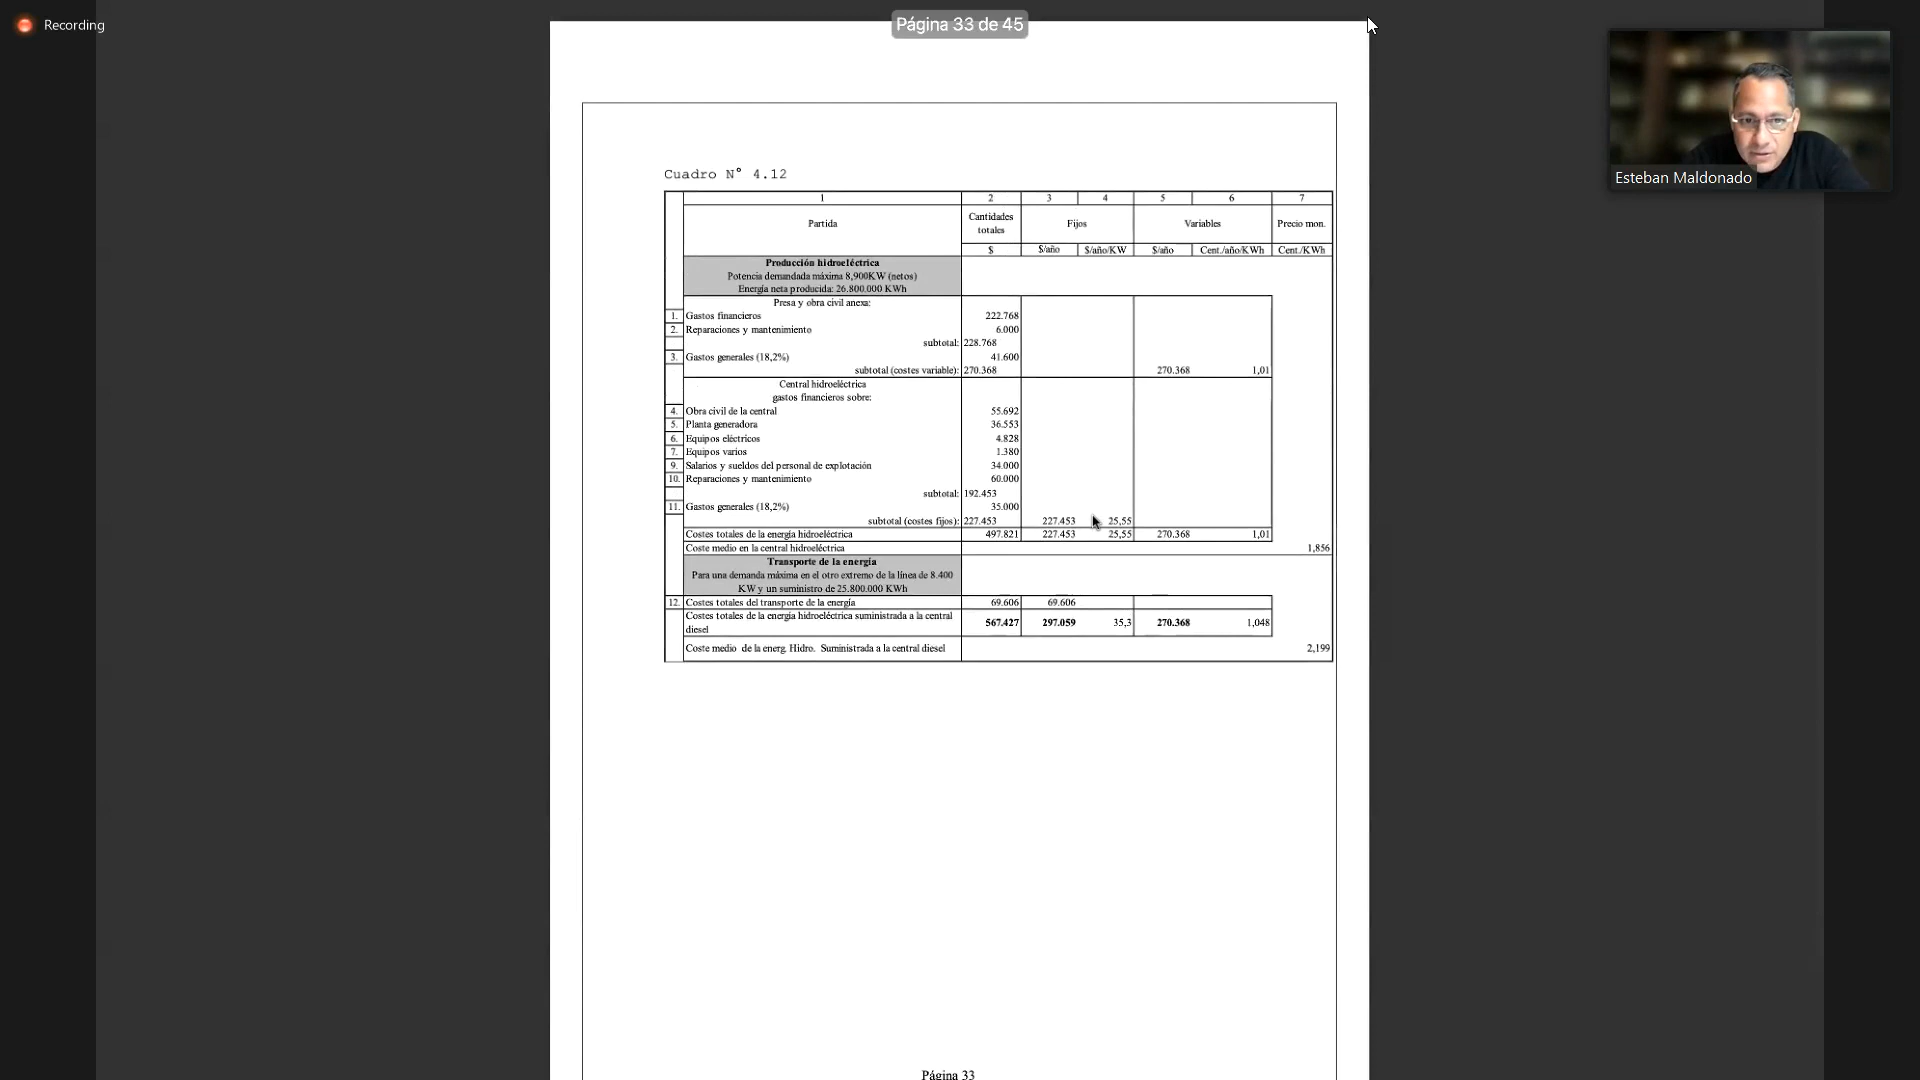 Recording
Página 33 de 45
Esteban Maldonado
Cuadro N° 4.12
1 2 3 4 5 6 7
Partida Cantidades totales Fijos Variables Precio mon.
$ $/año $/año/KW $/año Cent./año/KWh Cent./KWh
Producción hidroeléctrica
Potencia demandada máxima 8,900KW (netos)
Energía neta producida: 26.800.000 KWh
Presa y obra civil anexa:
1. Gastos financieros 222.768
2. Reparaciones y mantenimiento 6.000
subtotal: 228.768
3. Gastos generales (18,2%) 41.600
subtotal (costes variable): 270.368 270.368 1,01
Central hidroeléctrica
gastos financieros sobre:
4. Obra civil de la central 55.692
5. Planta generadora 36.553
6. Equipos eléctricos 4.828
7. Equipos varios 1.380
9. Salarios y sueldos del personal de explotación 34.000
10. Reparaciones y mantenimiento 60.000
subtotal: 192.453
11. Gastos generales (18,2%) 35.000
subtotal (costes fijos): 227.453 227.453 25,55
Costes totales de la energía hidroeléctrica 497.821 227.453 25,55 270.368 1,01
Coste medio en la central hidroeléctrica 1,856
Transporte de la energía
Para una demanda máxima en el otro extremo de la línea de 8.400
KW y un suministro de 25.800.000 KWh
12. Costes totales del transporte de la energía 69.606 69.606
Costes totales de la energía hidroeléctrica suministrada a la central
diesel 567.427 297.059 35,3 270.368 1,048
Coste medio de la energ. Hidro. Suministrada a la central diesel 2,199
Página 33